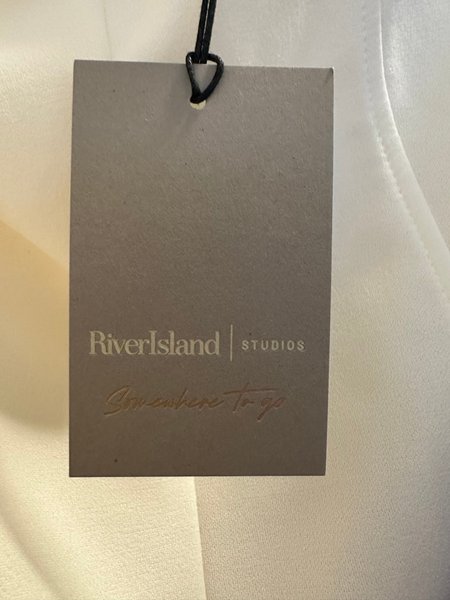 RiverIsland | STUDIOS
Somewhere to go